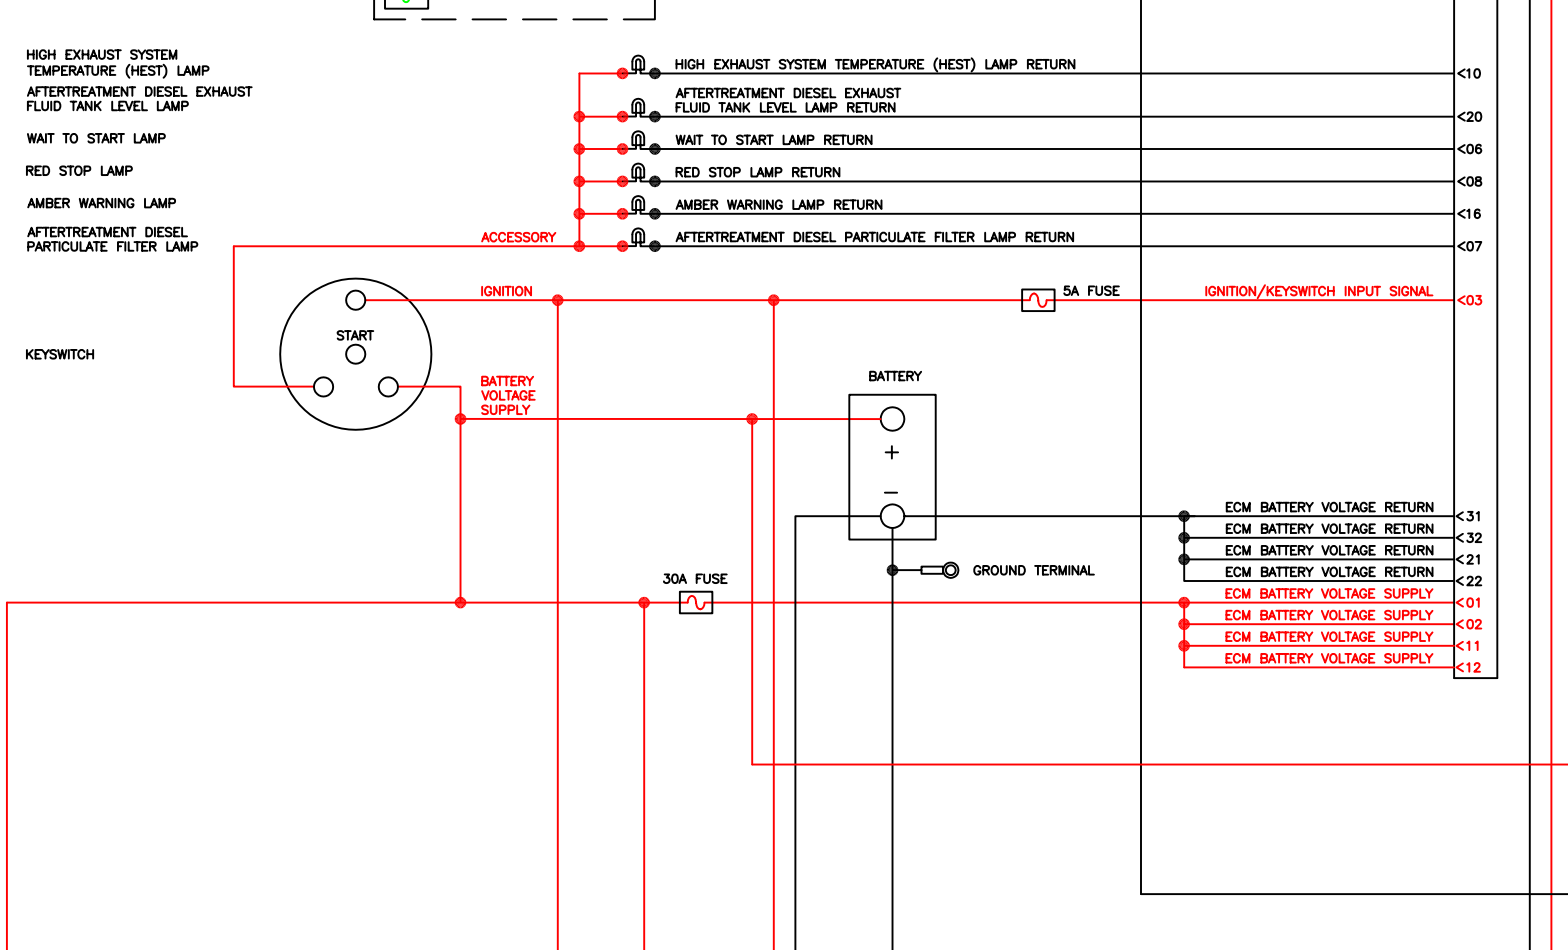 HIGH EXHAUST SYSTEM
TEMPERATURE (HEST) LAMP
HIGH EXHAUST SYSTEM TEMPERATURE (HEST) LAMP RETURN
<10
AFTERTREATMENT DIESEL EXHAUST
FLUID TANK LEVEL LAMP
AFTERTREATMENT DIESEL EXHAUST
FLUID TANK LEVEL LAMP RETURN
<20
WAIT TO START LAMP
WAIT TO START LAMP RETURN
<06
RED STOP LAMP
RED STOP LAMP RETURN
<08
AMBER WARNING LAMP
AMBER WARNING LAMP RETURN
<16
AFTERTREATMENT DIESEL
PARTICULATE FILTER LAMP
ACCESSORY
AFTERTREATMENT DIESEL PARTICULATE FILTER LAMP RETURN
<07
IGNITION
5A FUSE
IGNITION/KEYSWITCH INPUT SIGNAL
<03
START
KEYSWITCH
BATTERY
VOLTAGE
SUPPLY
BATTERY
+
−
ECM BATTERY VOLTAGE RETURN
<31
ECM BATTERY VOLTAGE RETURN
<32
ECM BATTERY VOLTAGE RETURN
<21
ECM BATTERY VOLTAGE RETURN
<22
GROUND TERMINAL
30A FUSE
ECM BATTERY VOLTAGE SUPPLY
<01
ECM BATTERY VOLTAGE SUPPLY
<02
ECM BATTERY VOLTAGE SUPPLY
<11
ECM BATTERY VOLTAGE SUPPLY
<12